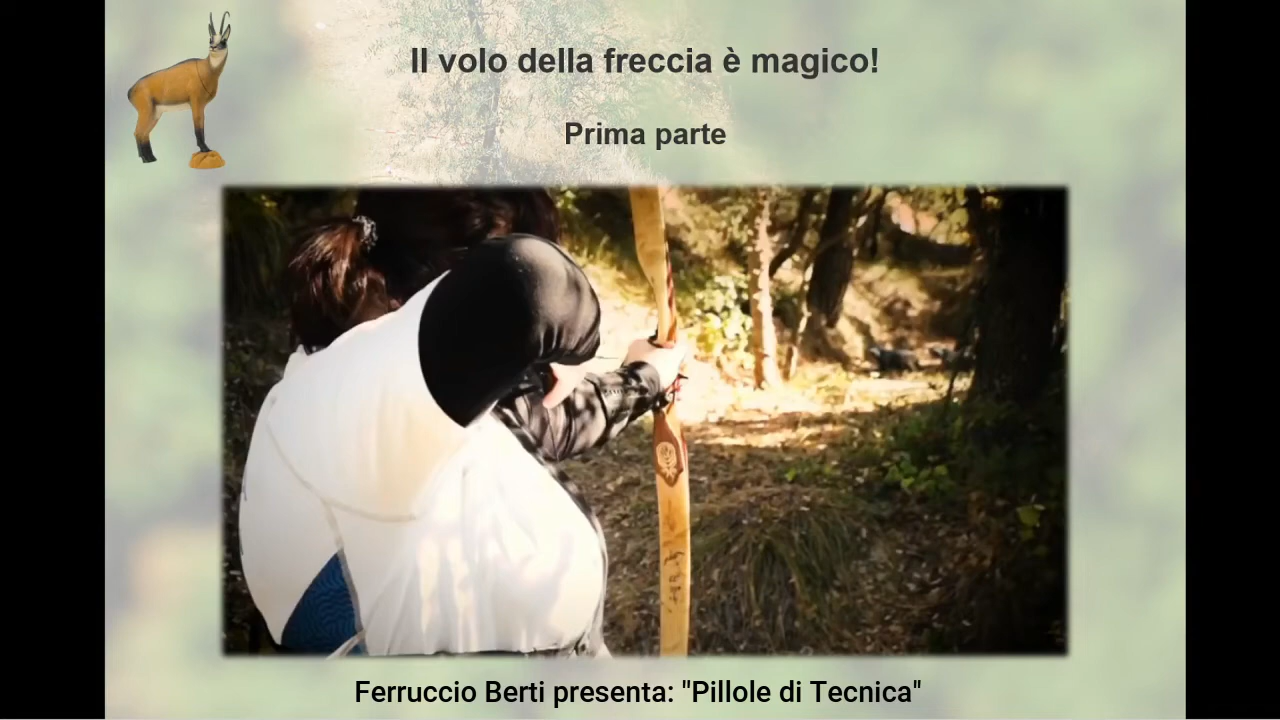 Il volo della freccia è magico!
Prima parte
Ferruccio Berti presenta: "Pillole di Tecnica"